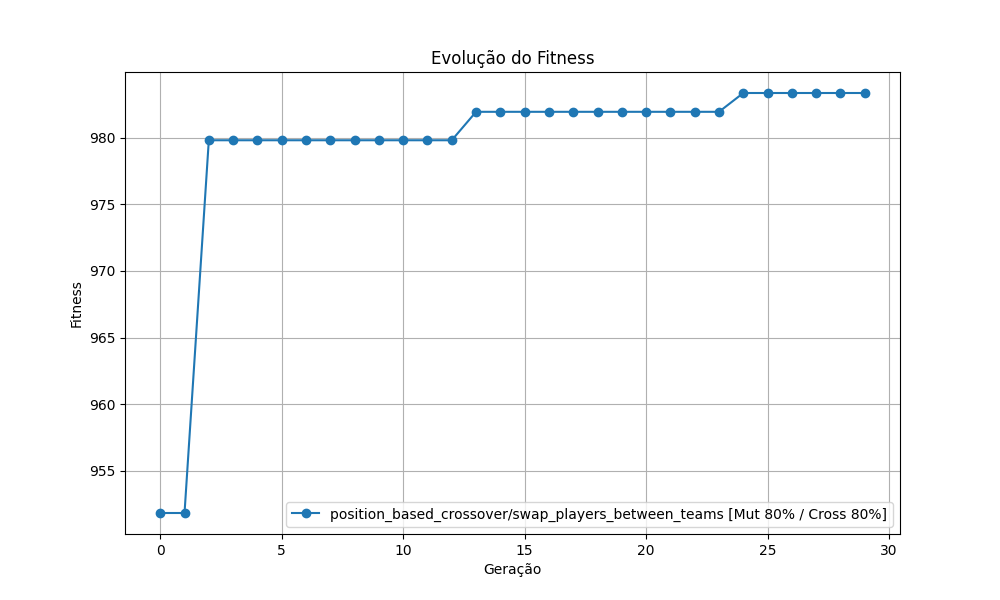 Evolução do Fitness
Fitness
980
975
970
965
960
955
position_based_crossover/swap_players_between_teams [Mut 80% / Cross 80%]
0 5 10 15 20 25 30
Geração